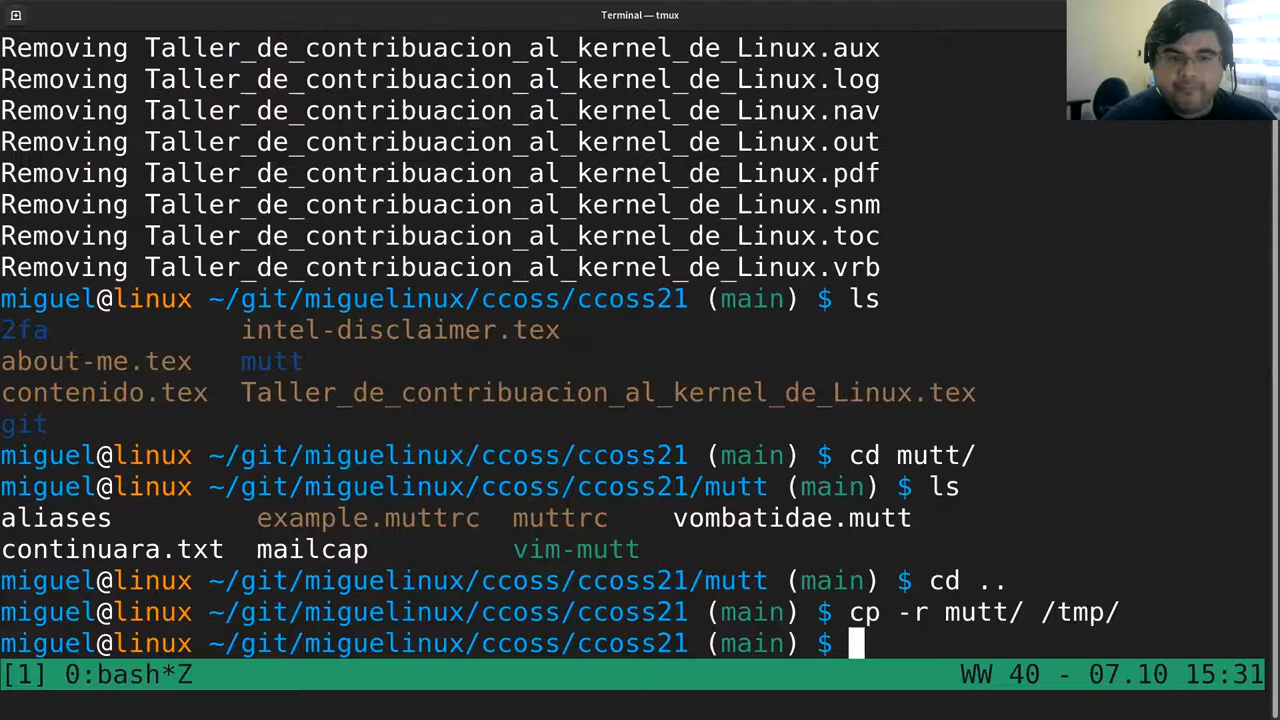 Terminal — tmux
Removing Taller_de_contribuacion_al_kernel_de_Linux.aux
Removing Taller_de_contribuacion_al_kernel_de_Linux.log
Removing Taller_de_contribuacion_al_kernel_de_Linux.nav
Removing Taller_de_contribuacion_al_kernel_de_Linux.out
Removing Taller_de_contribuacion_al_kernel_de_Linux.pdf
Removing Taller_de_contribuacion_al_kernel_de_Linux.snm
Removing Taller_de_contribuacion_al_kernel_de_Linux.toc
Removing Taller_de_contribuacion_al_kernel_de_Linux.vrb
miguel@linux ~/git/miguelinux/ccoss/ccoss21 (main) $ ls
2fa intel-disclaimer.tex
about-me.tex mutt
contenido.tex Taller_de_contribuacion_al_kernel_de_Linux.tex
git
miguel@linux ~/git/miguelinux/ccoss/ccoss21 (main) $ cd mutt/
miguel@linux ~/git/miguelinux/ccoss/ccoss21/mutt (main) $ ls
aliases example.muttrc muttrc vombatidae.mutt
continuara.txt mailcap vim-mutt
miguel@linux ~/git/miguelinux/ccoss/ccoss21/mutt (main) $ cd ..
miguel@linux ~/git/miguelinux/ccoss/ccoss21 (main) $ cp -r mutt/ /tmp/
miguel@linux ~/git/miguelinux/ccoss/ccoss21 (main) $
[1] 0:bash*Z WW 40 - 07.10 15:31